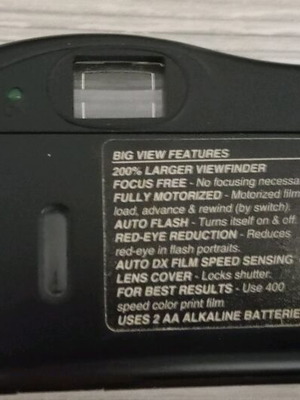 BIG VIEW FEATURES
200% LARGER VIEWFINDER
FOCUS FREE - No focusing necessa
FULLY MOTORIZED - Motorized film
load, advance & rewind (by switch).
AUTO FLASH - Turns itself on & off
RED-EYE REDUCTION - Reduces
red-eye in flash portraits.
AUTO DX FILM SPEED SENSING
LENS COVER - Locks shutter.
FOR BEST RESULTS - Use 400
speed color print film
USES 2 AA ALKALINE BATTERIE